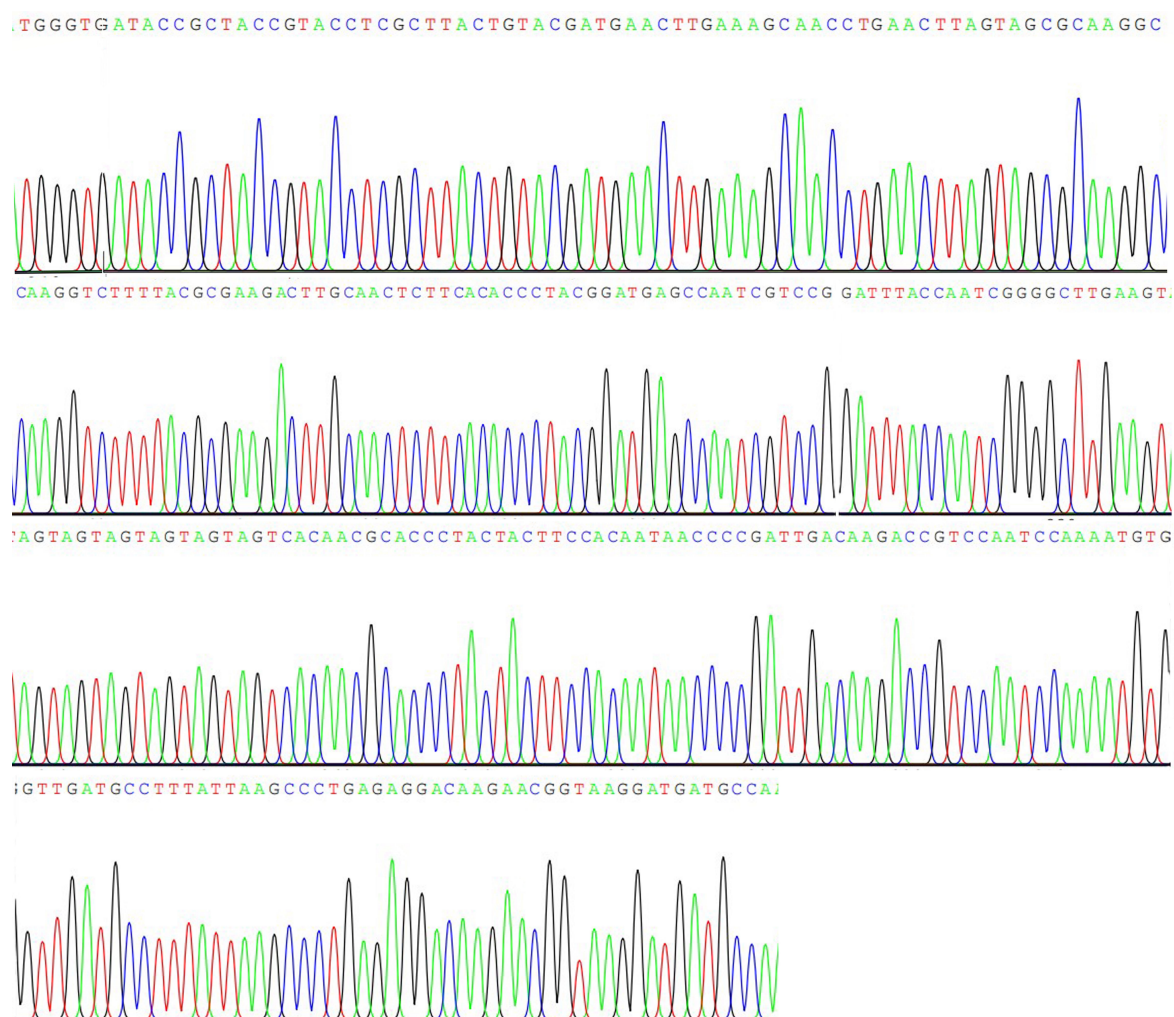 TGGGTGATACCGCTACCGTACCTCGCTTACTGTACGATGAACTTGAAAGCAACCTGAACTTAGTAGCGCAAGGC
CAAGGTCTTTTACGCGAAGACTTGCAACTCTTCACACCCTACGGATGAGCCAATCGTCCG GATTTACCAATCGGGGCTTGAAGT
AGTAGTAGTAGTAGTAGTCACAACGCACCCTACTACTTCCACAATAACCCCGATTGACAAGACCGTCCAATCCAAAATGTG
GTTGATGCCTTTATTAAGCCCTGAGAGGACAAGAACGGTAAGGATGATGCCA